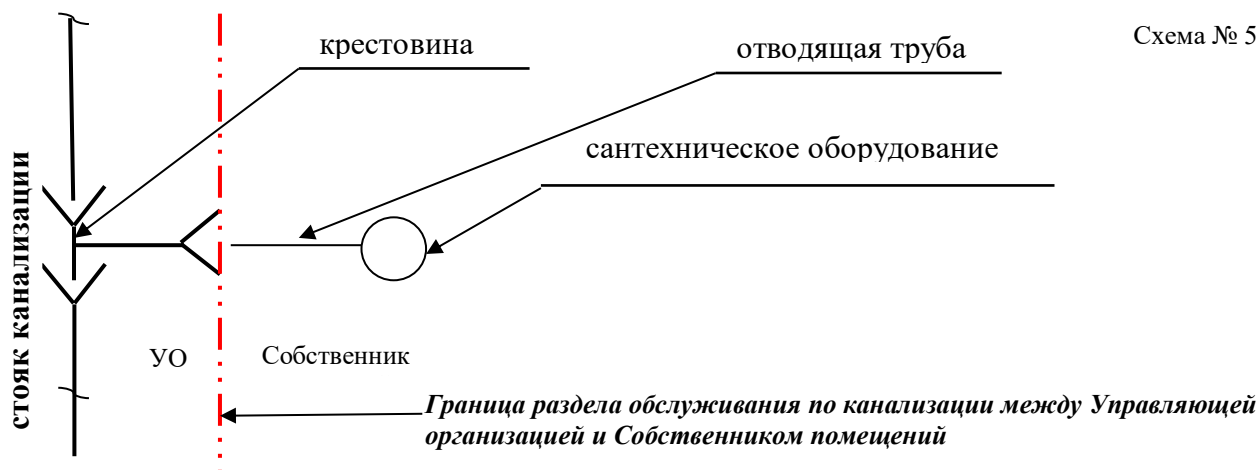 Схема № 5
крестовина
отводящая труба
сантехническое оборудование
стояк канализации
УО
Собственник
Граница раздела обслуживания по канализации между Управляющей
организацией и Собственником помещений